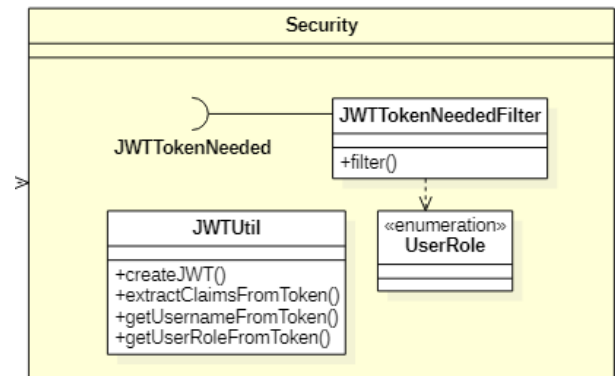 Security
JWTTokenNeeded
JWTTokenNeededFilter
+filter()
«enumeration»
UserRole
JWTUtil
+createJWT()
+extractClaimsFromToken()
+getUsernameFromToken()
+getUserRoleFromToken()